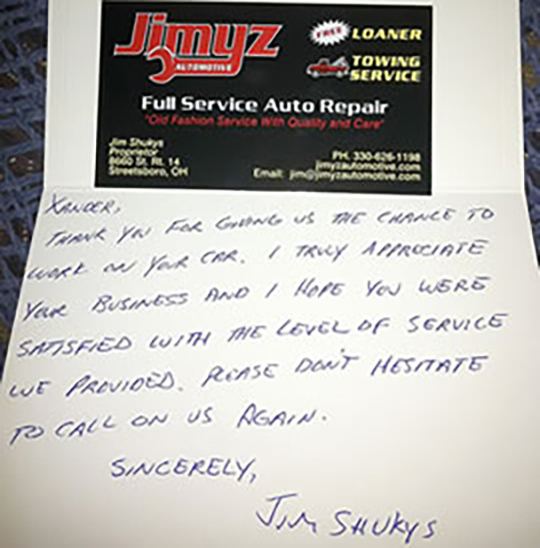 Jimyz
AUTOMOTIVE
FREE LOANER
TOWING
SERVICE
Full Service Auto Repair
"Old Fashion Service With Quality and Care"
Jim Shukys
Proprietor
8660 St. Rt. 14
Streetsboro, OH
PH. 330-626-1198
jimyzautomotive.com
Email: jim@jimyzautomotive.com
XANDER,
THANK YOU FOR GIVING US THE CHANCE TO
WORK ON YOUR CAR. I TRULY APPRECIATE
YOUR BUSINESS AND I HOPE YOU WERE
SATISFIED WITH THE LEVEL OF SERVICE
WE PROVIDED. PLEASE DON'T HESITATE
TO CALL ON US AGAIN.
SINCERELY,
JIM SHUKYS